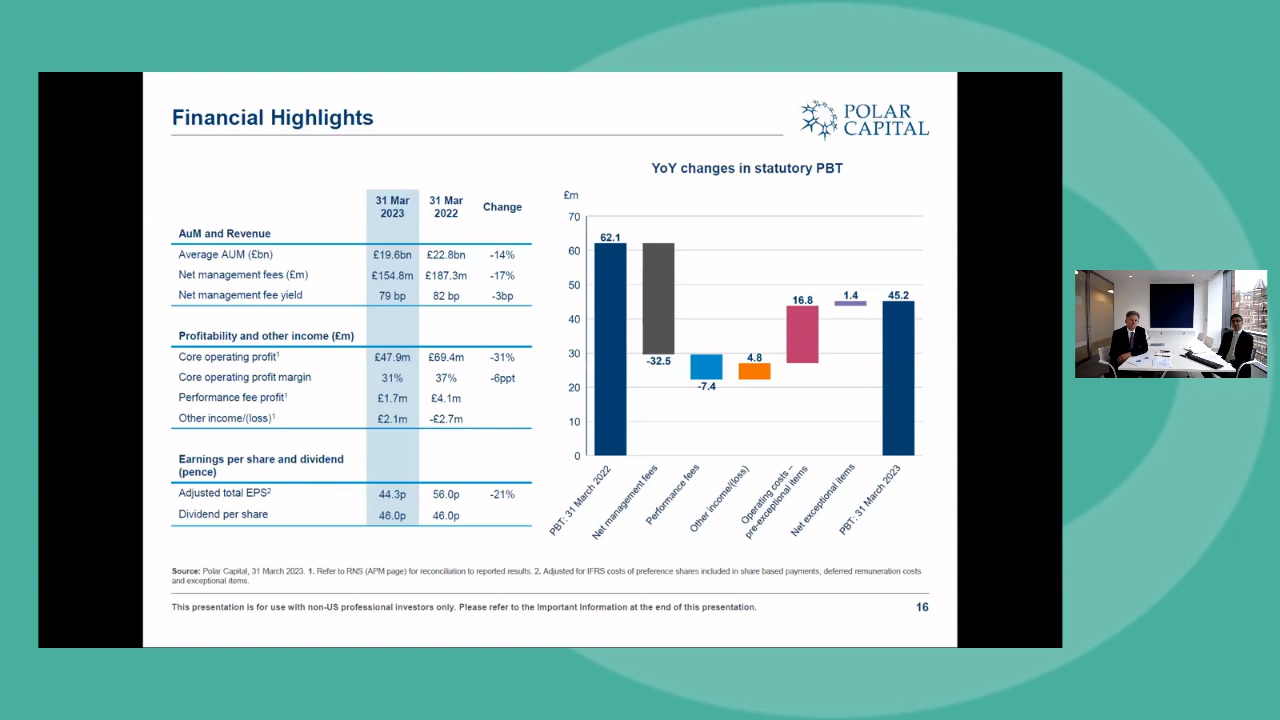 Financial Highlights
POLAR
CAPITAL
31 Mar 2023 31 Mar 2022 Change
AuM and Revenue
Average AUM (£bn) £19.6bn £22.8bn -14%
Net management fees (£m) £154.8m £187.3m -17%
Net management fee yield 79 bp 82 bp -3bp
Profitability and other income (£m)
Core operating profit¹ £47.9m £69.4m -31%
Core operating profit margin 31% 37% -6ppt
Performance fee profit¹ £1.7m £4.1m
Other income/(loss)¹ £2.1m -£2.7m
Earnings per share and dividend
(pence)
Adjusted total EPS² 44.3p 56.0p -21%
Dividend per share 46.0p 46.0p
YoY changes in statutory PBT
£m
70
60
50
40
30
20
10
0
62.1
-32.5
-7.4
4.8
16.8
1.4
45.2
PBT: 31 March 2022
Net management fees
Performance fees
Other income/(loss)
Operating costs –
pre-exceptional items
Net exceptional items
PBT: 31 March 2023
Source: Polar Capital, 31 March 2023. 1. Refer to RNS (APM page) for reconciliation to reported results. 2. Adjusted for IFRS costs of preference shares included in share based payments, deferred remuneration costs
and exceptional items.
This presentation is for use with non-US professional investors only. Please refer to the Important Information at the end of this presentation.
16